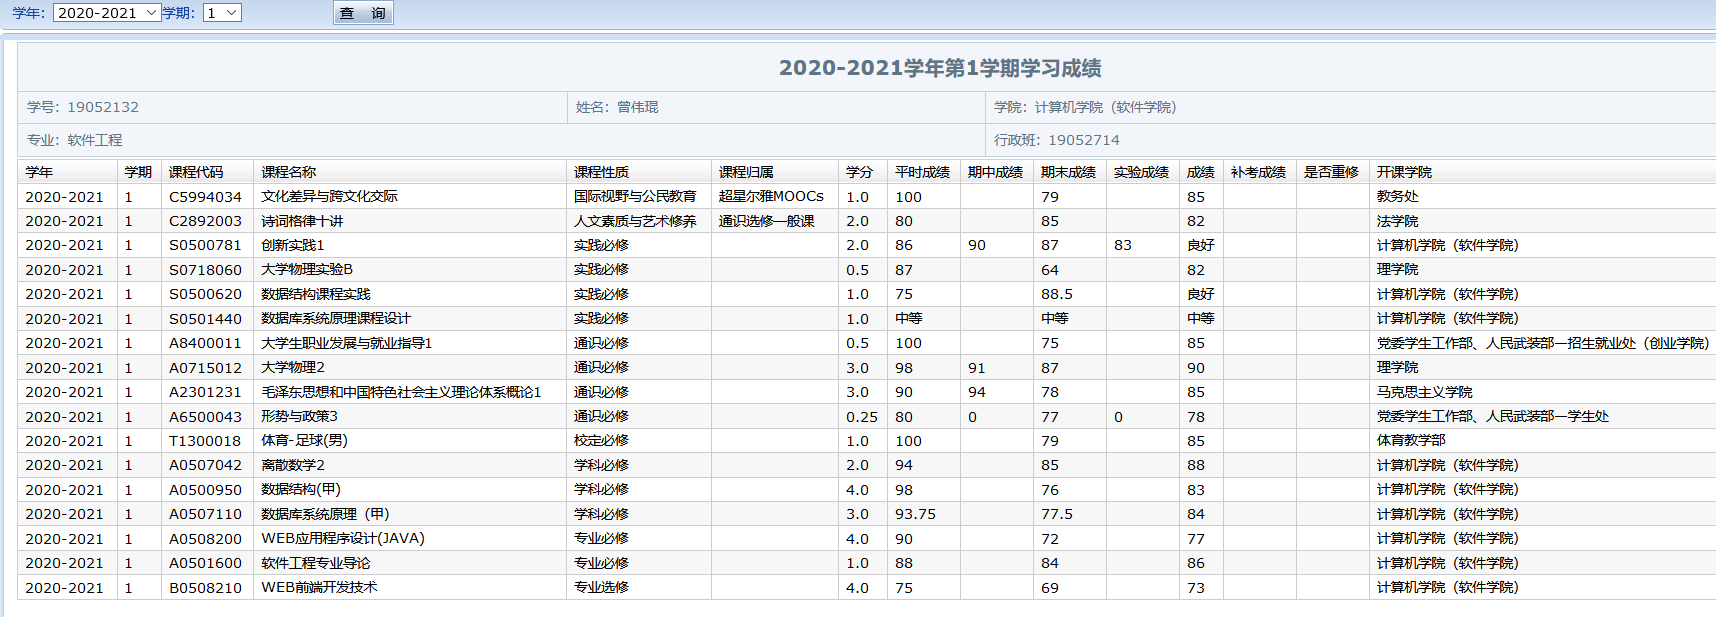 学年： 2020-2021 学期： 1 查 询
2020-2021学年第1学期学习成绩
学号：19052132 姓名：曾伟琨 学院：计算机学院（软件学院）
专业：软件工程 行政班：19052714
学年 学期 课程代码 课程名称 课程性质 课程归属 学分 平时成绩 期中成绩 期末成绩 实验成绩 成绩 补考成绩 是否重修 开课学院
2020-2021 1 C5994034 文化差异与跨文化交际 国际视野与公民教育 超星尔雅MOOCs 1.0 100 79 85 教务处
2020-2021 1 C2892003 诗词格律十讲 人文素质与艺术修养 通识选修一般课 2.0 80 85 82 法学院
2020-2021 1 S0500781 创新实践1 实践必修 2.0 86 90 87 83 良好 计算机学院（软件学院）
2020-2021 1 S0718060 大学物理实验B 实践必修 0.5 87 64 82 理学院
2020-2021 1 S0500620 数据结构课程实践 实践必修 1.0 75 88.5 良好 计算机学院（软件学院）
2020-2021 1 S0501440 数据库系统原理课程设计 实践必修 1.0 中等 中等 中等 计算机学院（软件学院）
2020-2021 1 A8400011 大学生职业发展与就业指导1 通识必修 0.5 100 75 85 党委学生工作部、人民武装部—招生就业处（创业学院）
2020-2021 1 A0715012 大学物理2 通识必修 3.0 98 91 87 90 理学院
2020-2021 1 A2301231 毛泽东思想和中国特色社会主义理论体系概论1 通识必修 3.0 90 94 78 85 马克思主义学院
2020-2021 1 A6500043 形势与政策3 通识必修 0.25 80 0 77 0 78 党委学生工作部、人民武装部—学生处
2020-2021 1 T1300018 体育-足球(男) 校定必修 1.0 100 79 85 体育教学部
2020-2021 1 A0507042 离散数学2 学科必修 2.0 94 85 88 计算机学院（软件学院）
2020-2021 1 A0500950 数据结构(甲) 学科必修 4.0 98 76 83 计算机学院（软件学院）
2020-2021 1 A0507110 数据库系统原理（甲） 学科必修 3.0 93.75 77.5 84 计算机学院（软件学院）
2020-2021 1 A0508200 WEB应用程序设计(JAVA) 专业必修 4.0 90 72 77 计算机学院（软件学院）
2020-2021 1 A0501600 软件工程专业导论 专业必修 1.0 88 84 86 计算机学院（软件学院）
2020-2021 1 B0508210 WEB前端开发技术 专业选修 4.0 75 69 73 计算机学院（软件学院）